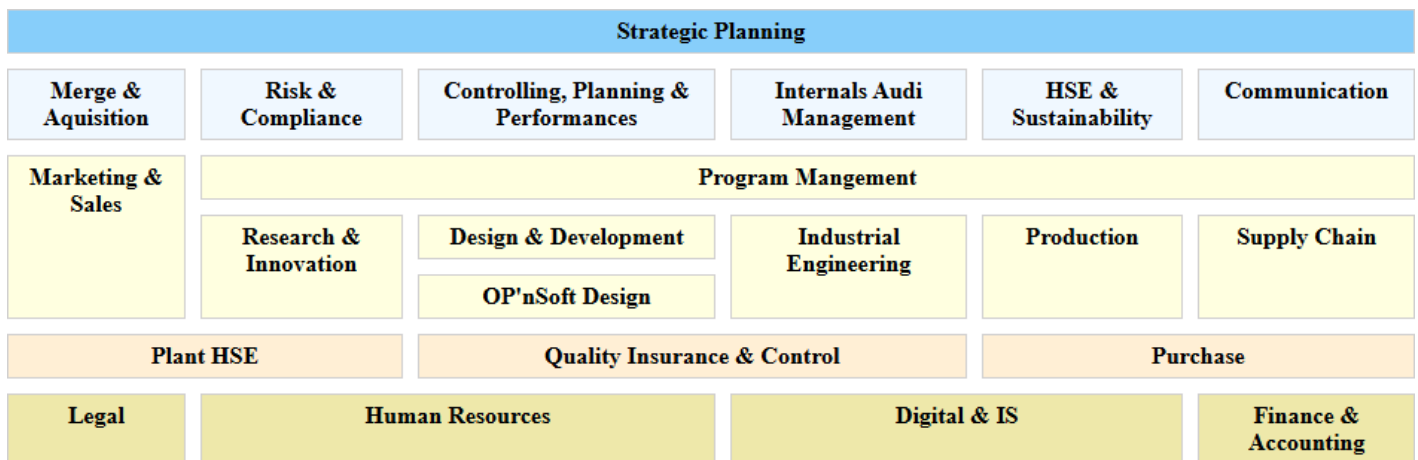 Strategic Planning
Merge &
Aquisition
Risk &
Compliance
Controlling, Planning &
Performances
Internals Audi
Management
HSE &
Sustainability
Communication
Marketing &
Sales
Program Mangement
Research &
Innovation
Design & Development
OP'nSoft Design
Industrial
Engineering
Production
Supply Chain
Plant HSE
Quality Insurance & Control
Purchase
Legal
Human Resources
Digital & IS
Finance &
Accounting